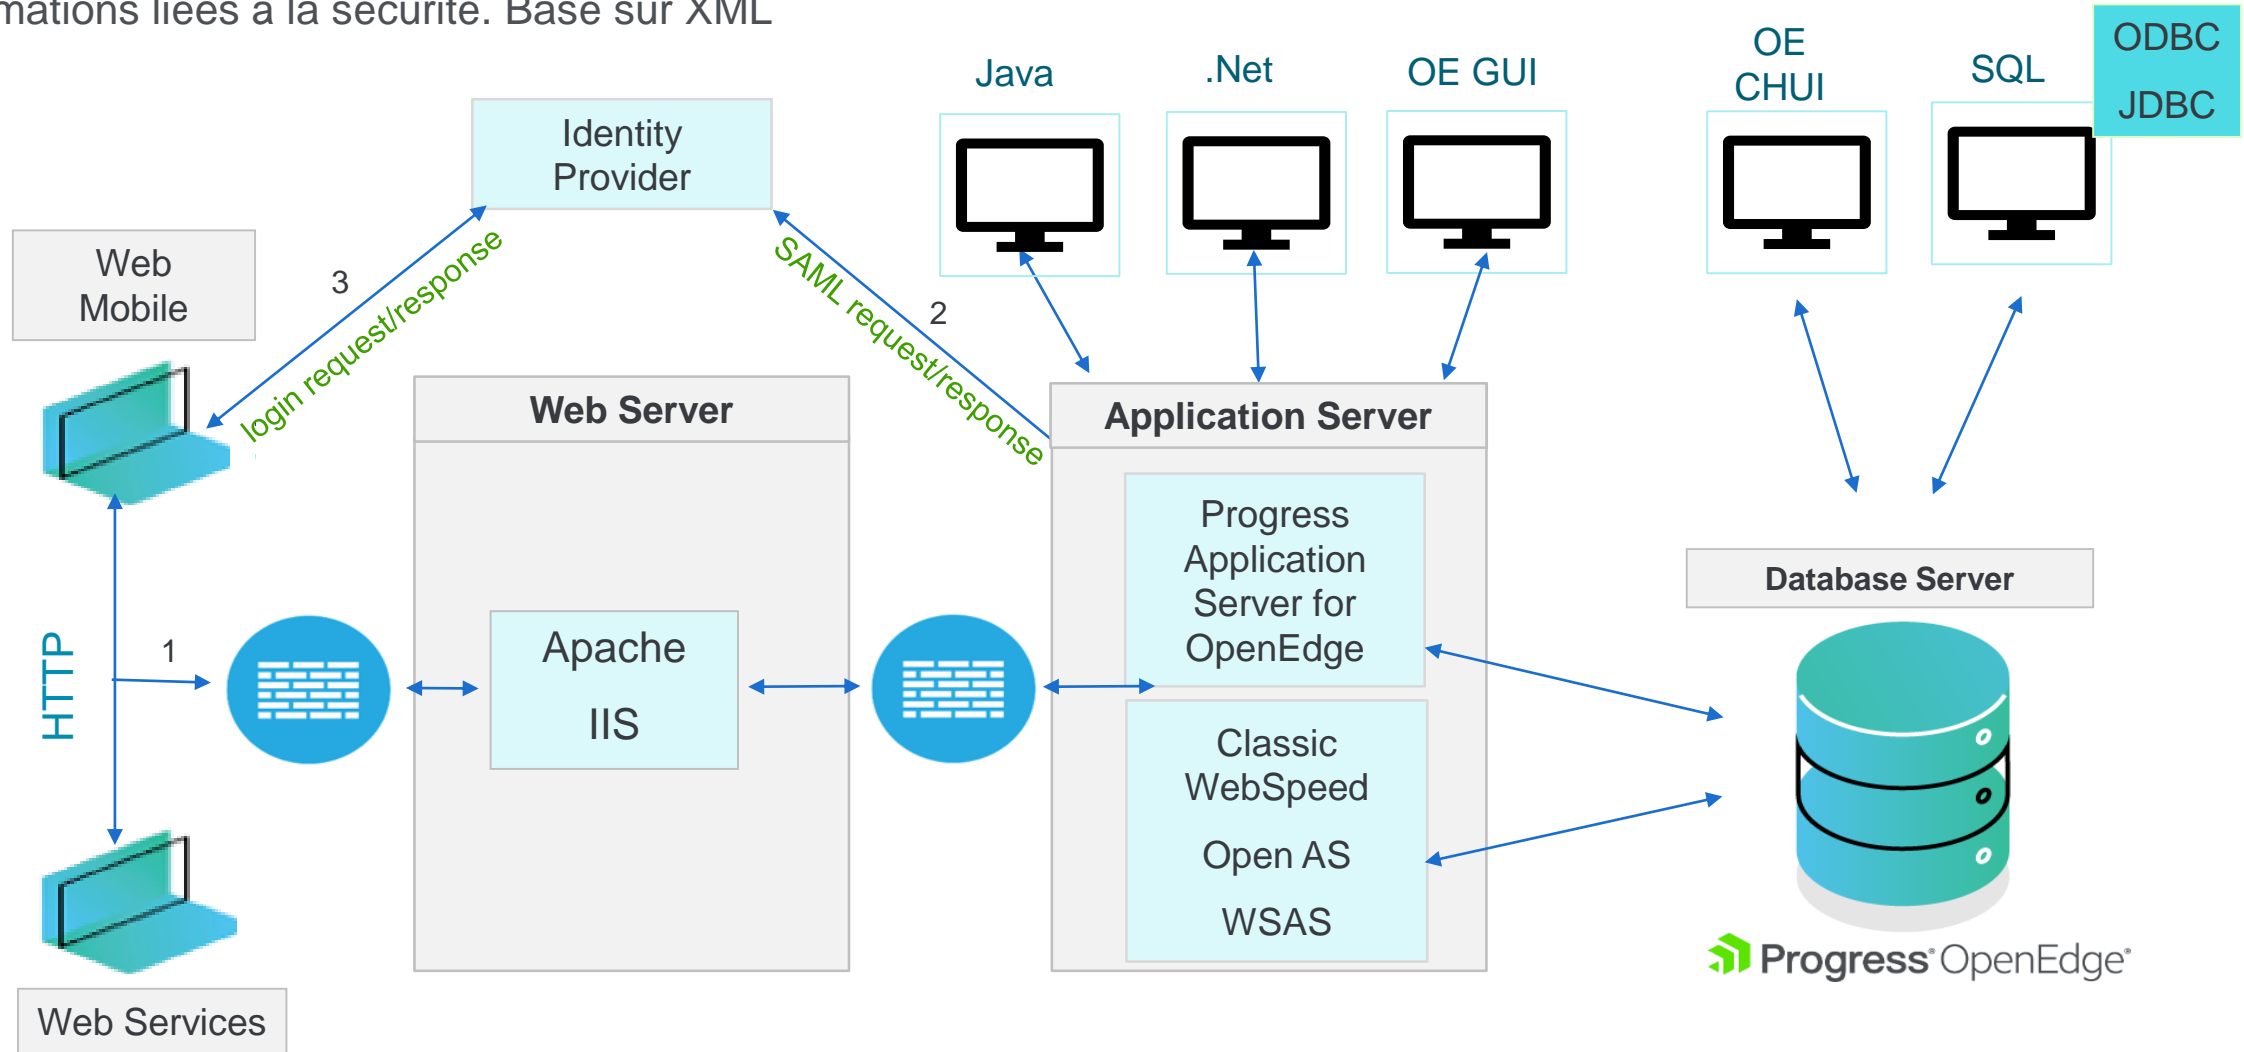 mations liées à la sécurité. Basé sur XML
ODBC
JDBC
Java
.Net
OE GUI
OE
CHUI
SQL
Identity
Provider
Web
Mobile
3
login request/response
SAML request/response
2
Web Server
Application Server
Progress
Application
Server for
OpenEdge
Database Server
HTTP
1
Apache
IIS
Classic
WebSpeed
Open AS
WSAS
Progress® OpenEdge®
Web Services